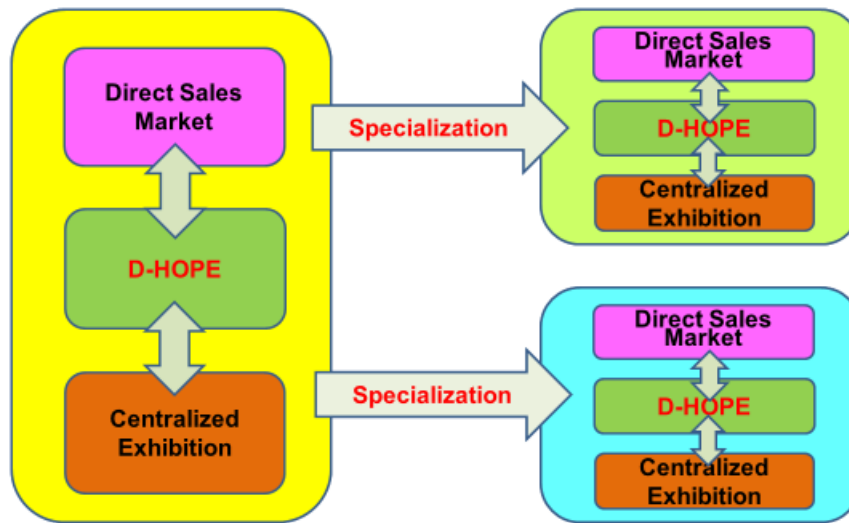 Direct Sales
Market
D-HOPE
Centralized
Exhibition
Specialization
Specialization
Direct Sales
Market
D-HOPE
Centralized
Exhibition
Direct Sales
Market
D-HOPE
Centralized
Exhibition